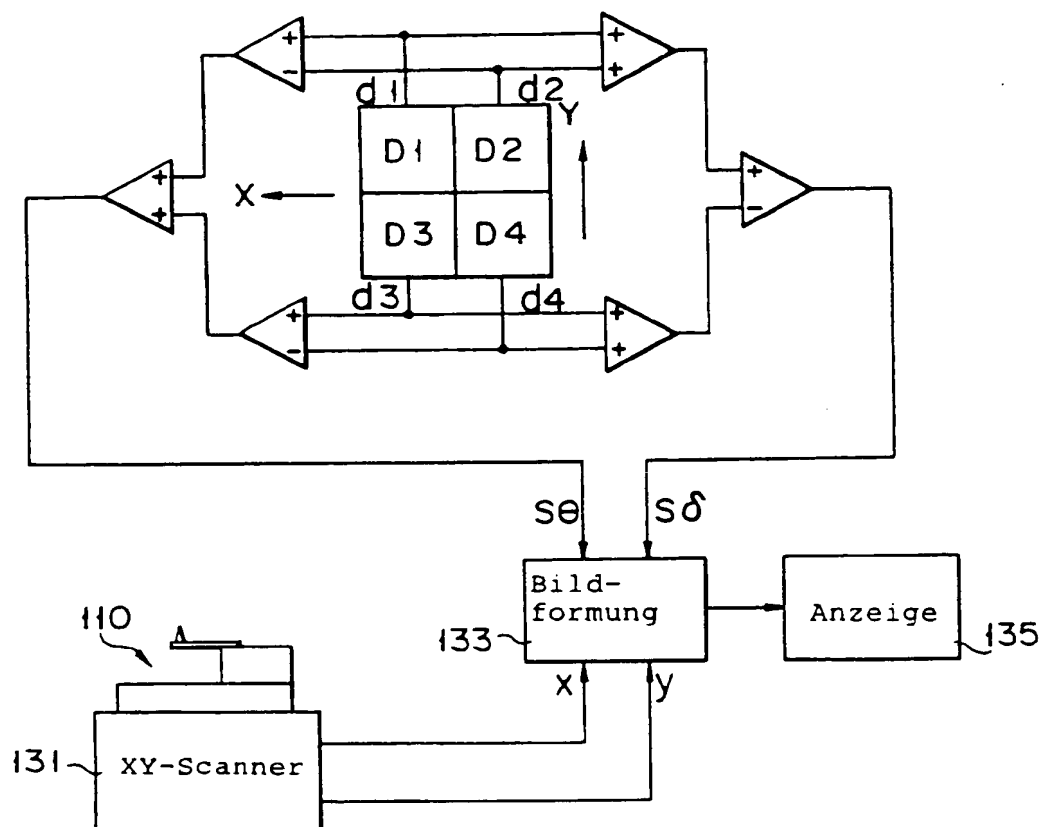 + +
− +
d1 d2
Y
D1 D2
+ +
X
+ −
D3 D4
d3 d4
+ +
− +
Sθ Sδ
Bild-
formung
Anzeige
110
133
135
X y
131
XY-Scanner